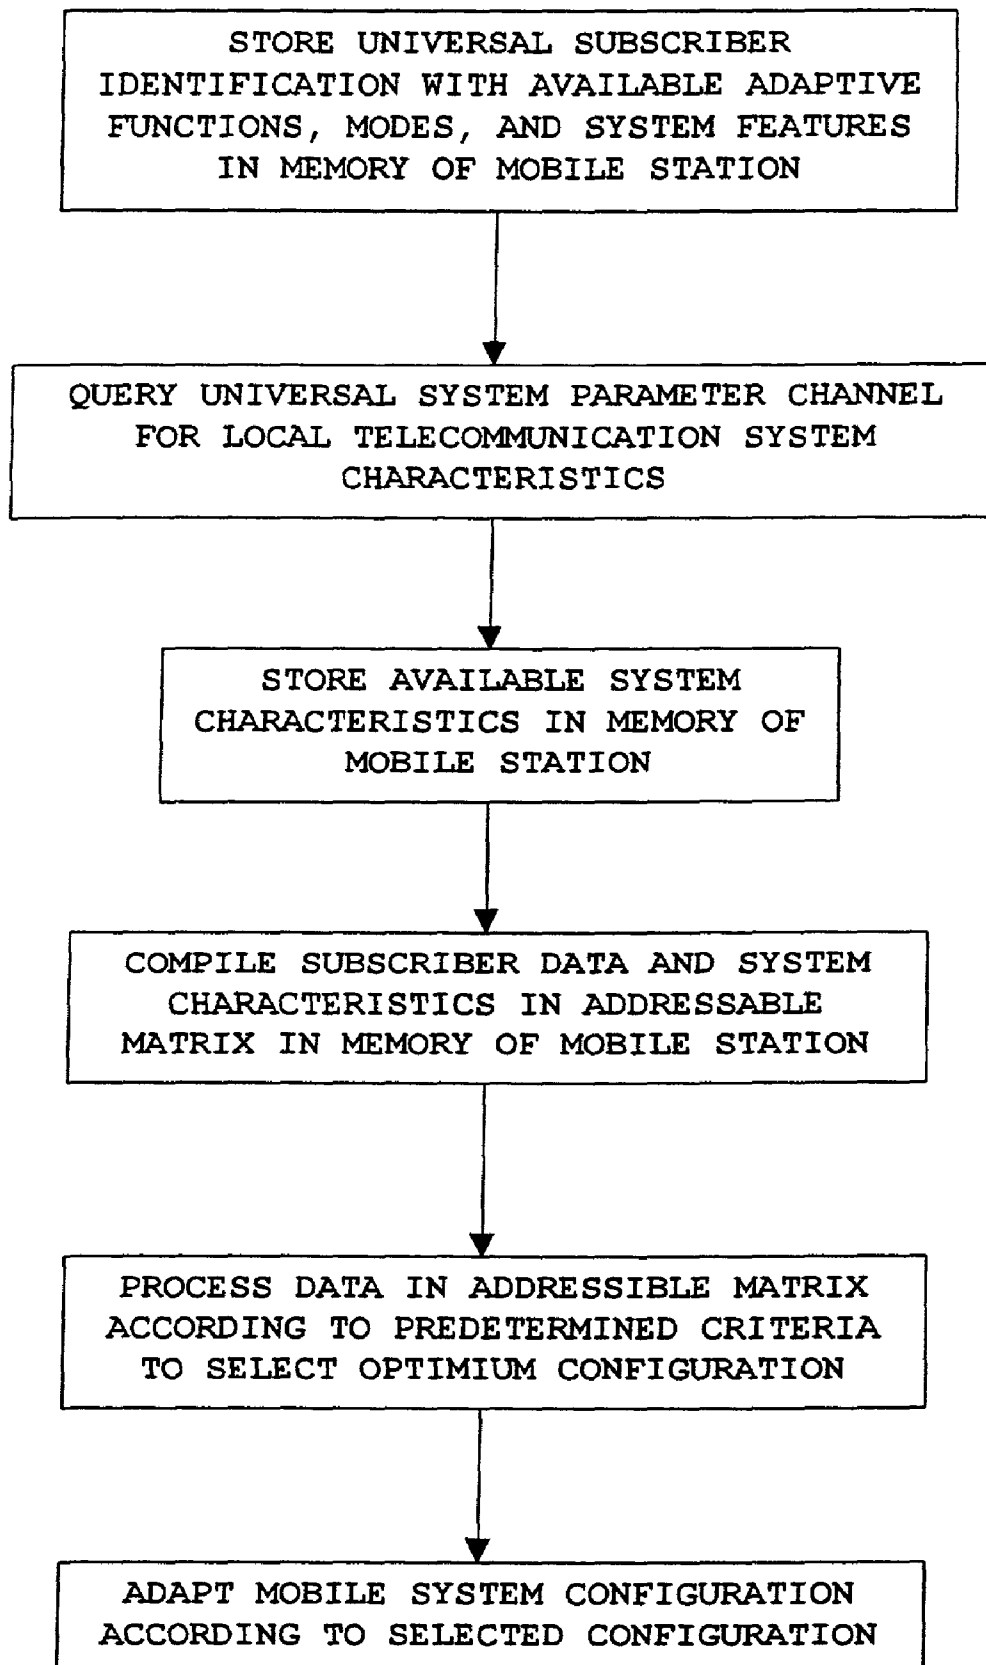 STORE UNIVERSAL SUBSCRIBER
IDENTIFICATION WITH AVAILABLE ADAPTIVE
FUNCTIONS, MODES, AND SYSTEM FEATURES
IN MEMORY OF MOBILE STATION
QUERY UNIVERSAL SYSTEM PARAMETER CHANNEL
FOR LOCAL TELECOMMUNICATION SYSTEM
CHARACTERISTICS
STORE AVAILABLE SYSTEM
CHARACTERISTICS IN MEMORY OF
MOBILE STATION
COMPILE SUBSCRIBER DATA AND SYSTEM
CHARACTERISTICS IN ADDRESSABLE
MATRIX IN MEMORY OF MOBILE STATION
PROCESS DATA IN ADDRESSIBLE MATRIX
ACCORDING TO PREDETERMINED CRITERIA
TO SELECT OPTIMIUM CONFIGURATION
ADAPT MOBILE SYSTEM CONFIGURATION
ACCORDING TO SELECTED CONFIGURATION